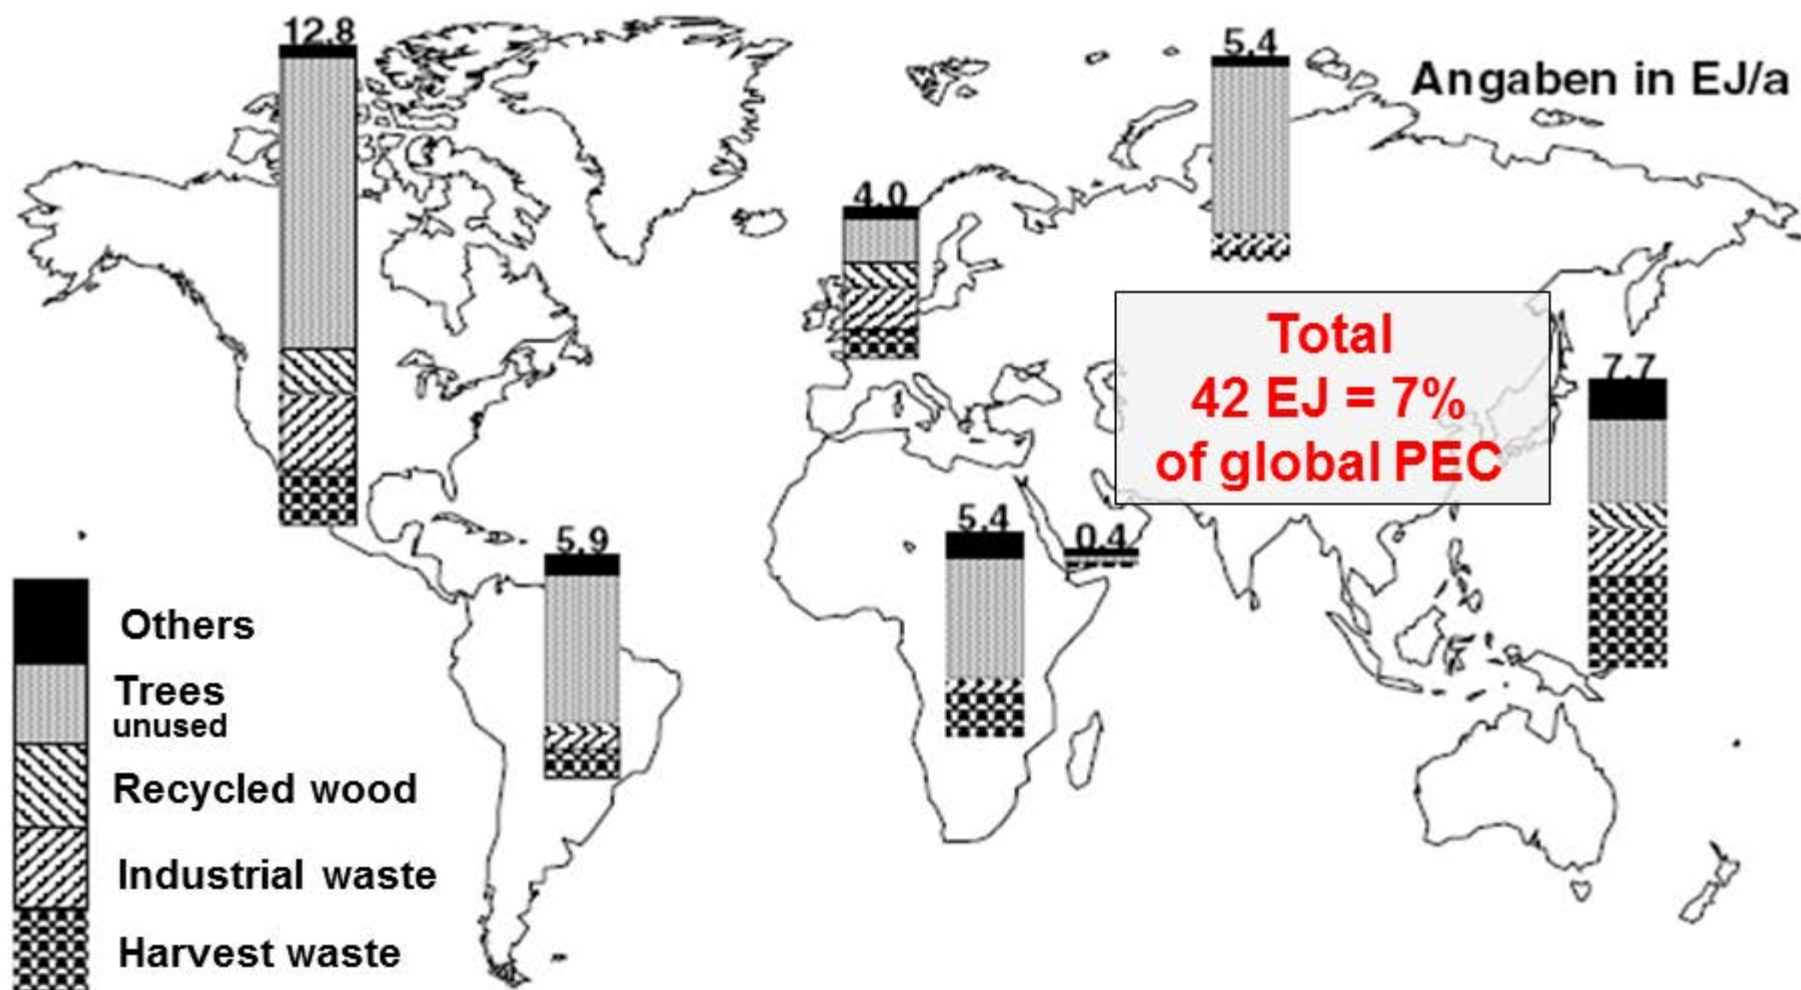 12.8
5.4
Angaben in EJ/a
4.0
Total
42 EJ = 7%
of global PEC
7.7
5.9
5.4
0.4
Others
Trees
unused
Recycled wood
Industrial waste
Harvest waste